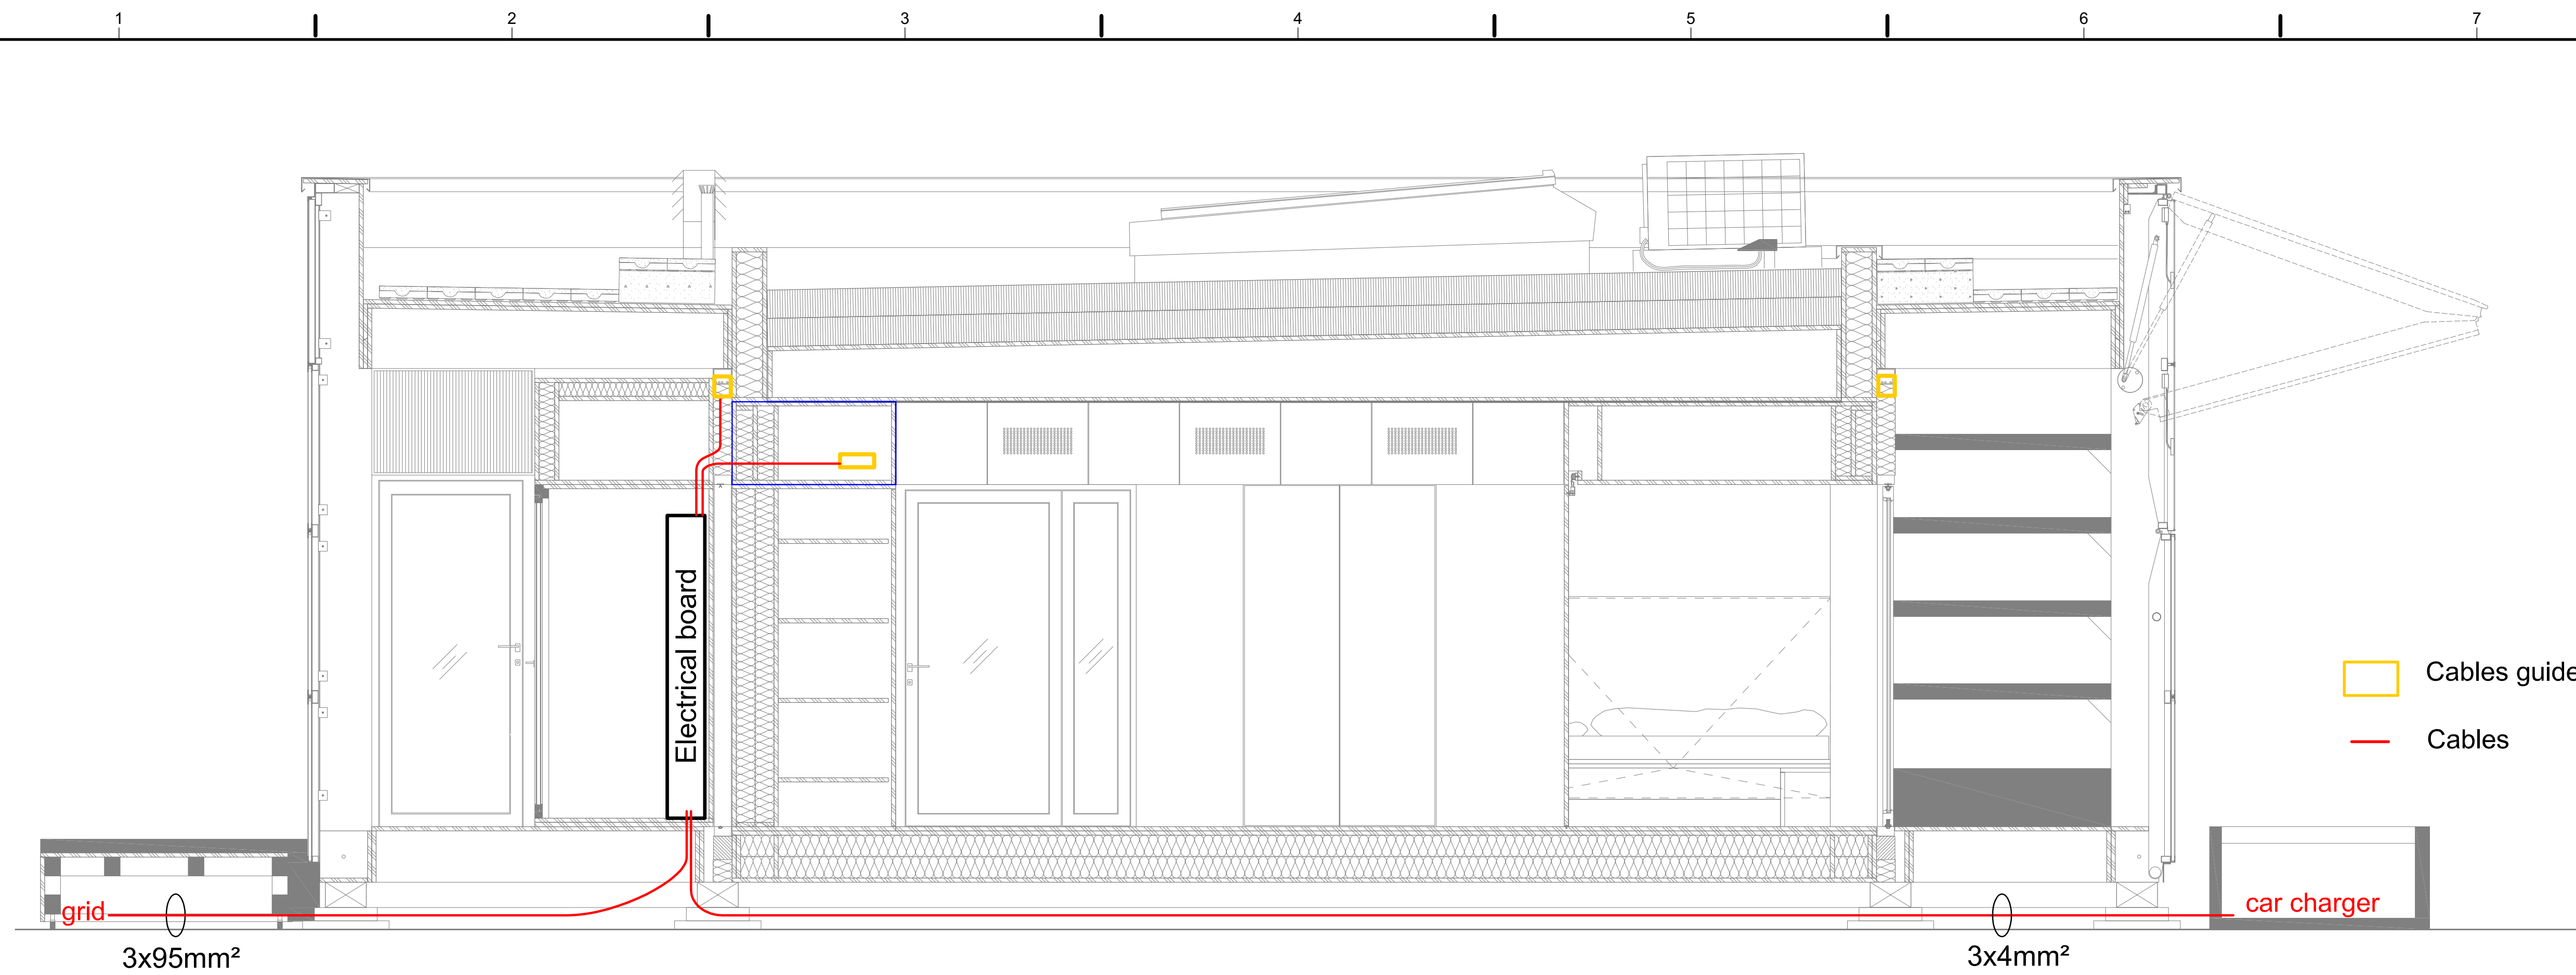 1 2 3 4 5 6 7
Electrical board
Cables guide
Cables
grid
car charger
3x95mm²
3x4mm²